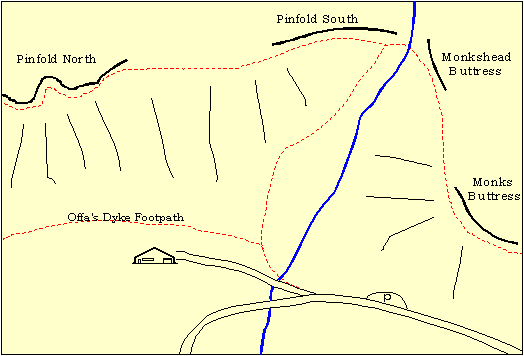 Pinfold South
Pinfold North
Monkshead
Buttress
Monks
Buttress
Offa's Dyke Footpath
P